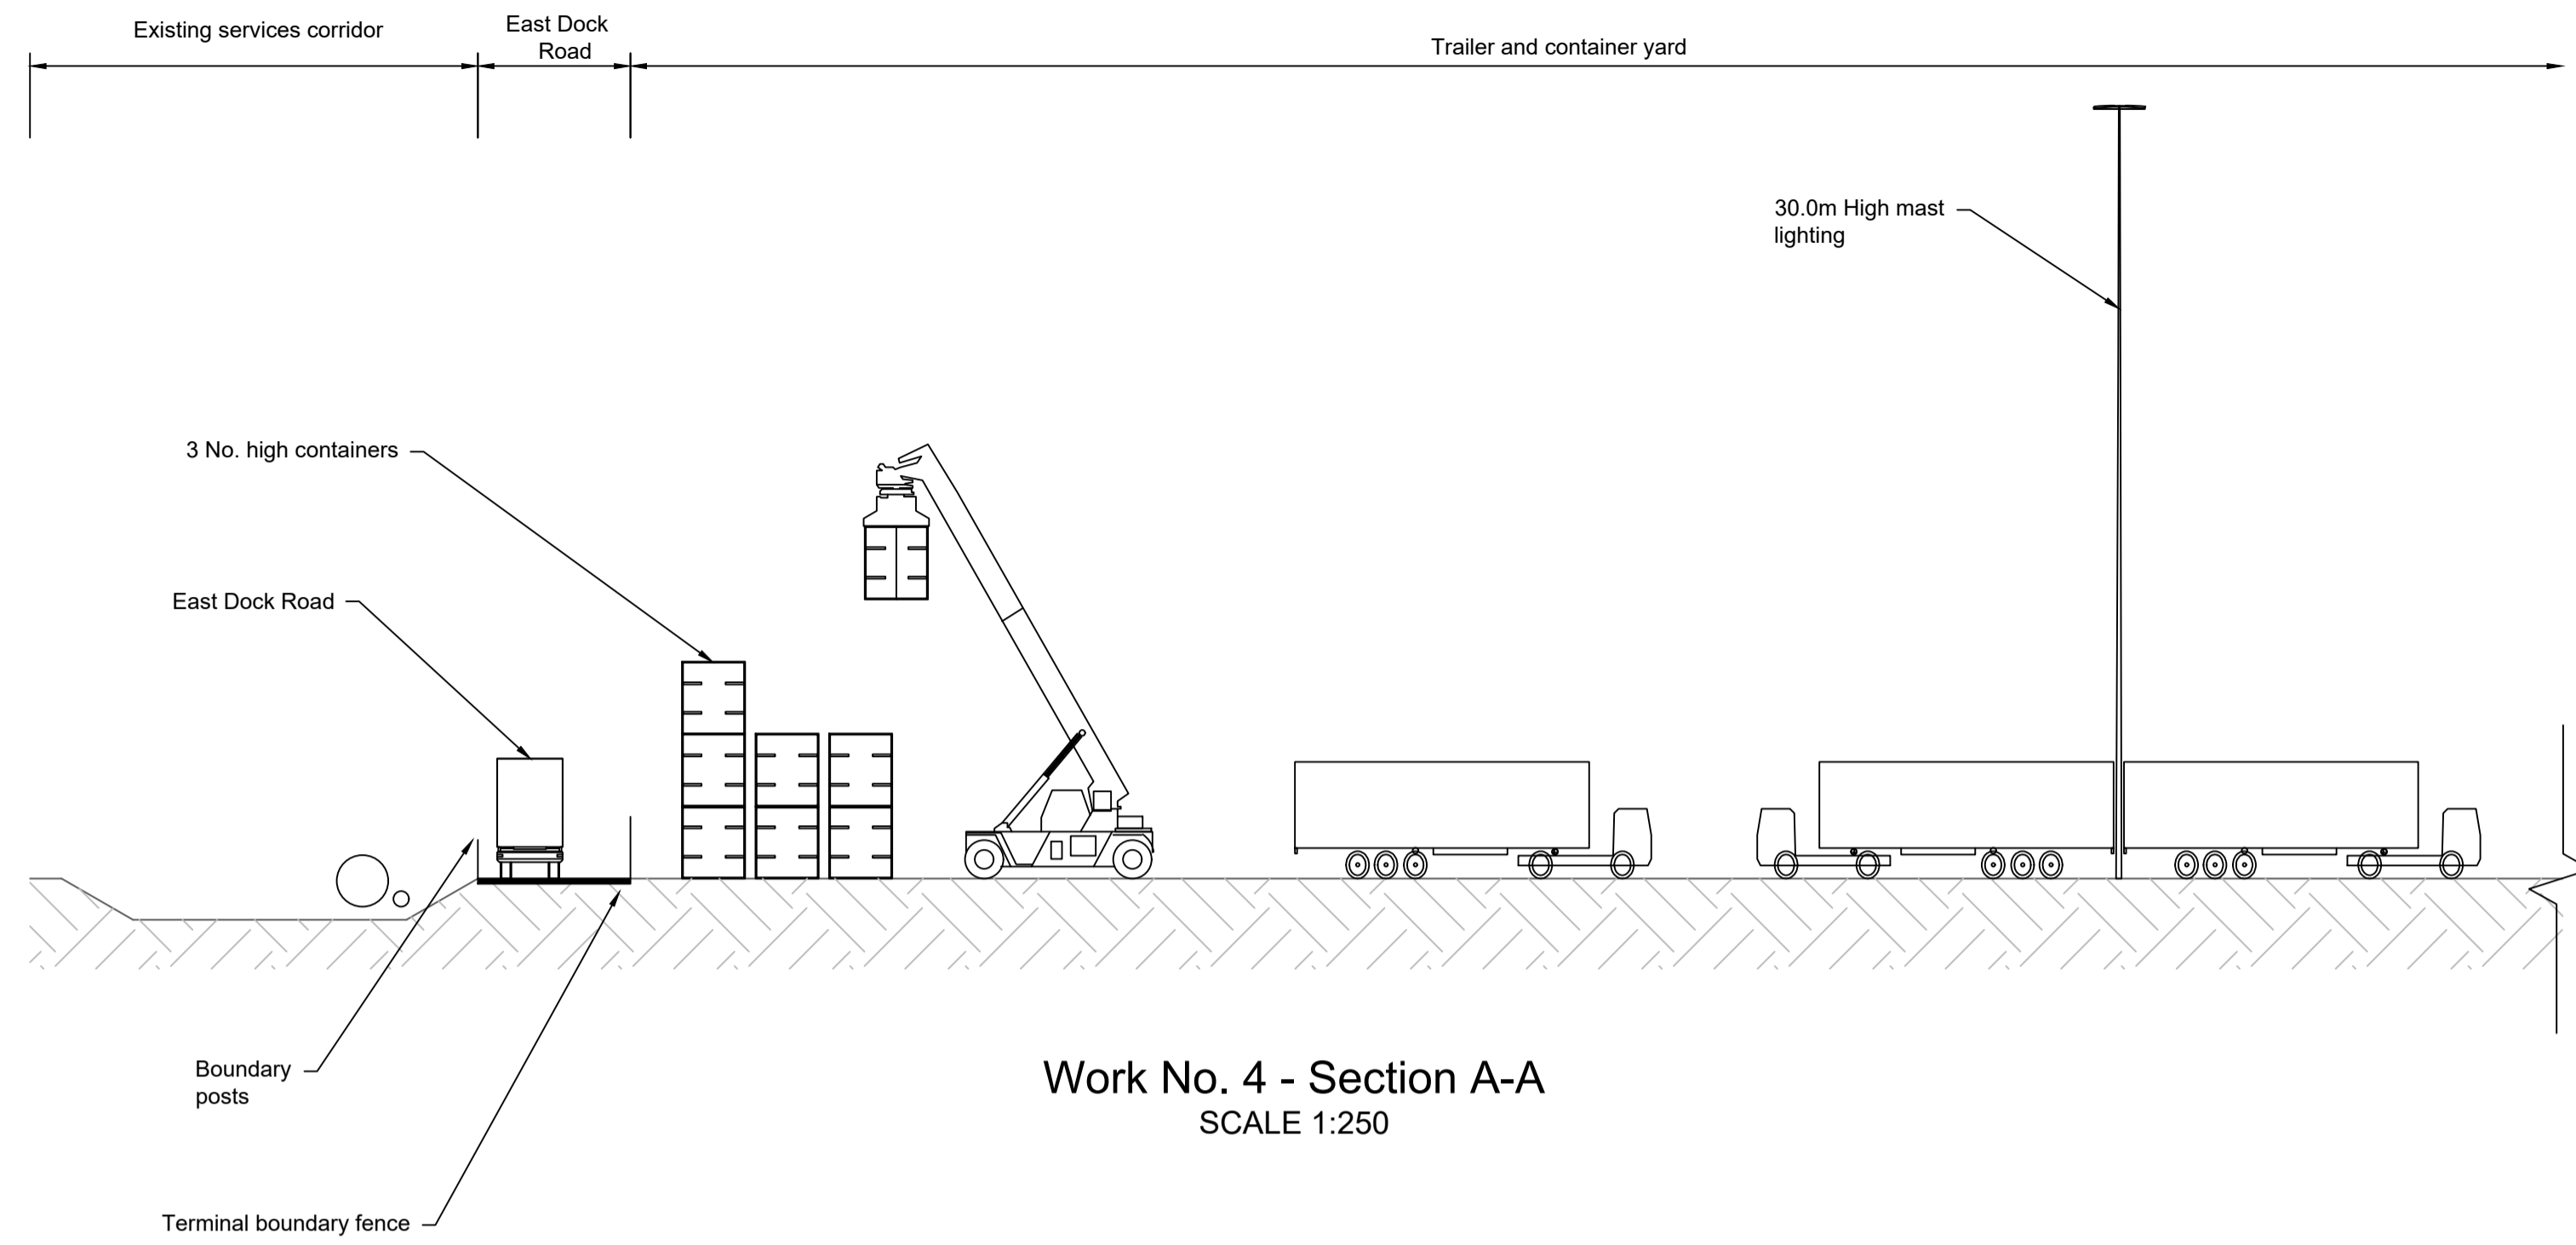 Existing services corridor
East Dock
Road
Trailer and container yard
30.0m High mast
lighting
3 No. high containers
East Dock Road
Boundary
posts
Terminal boundary fence
Work No. 4 - Section A-A
SCALE 1:250